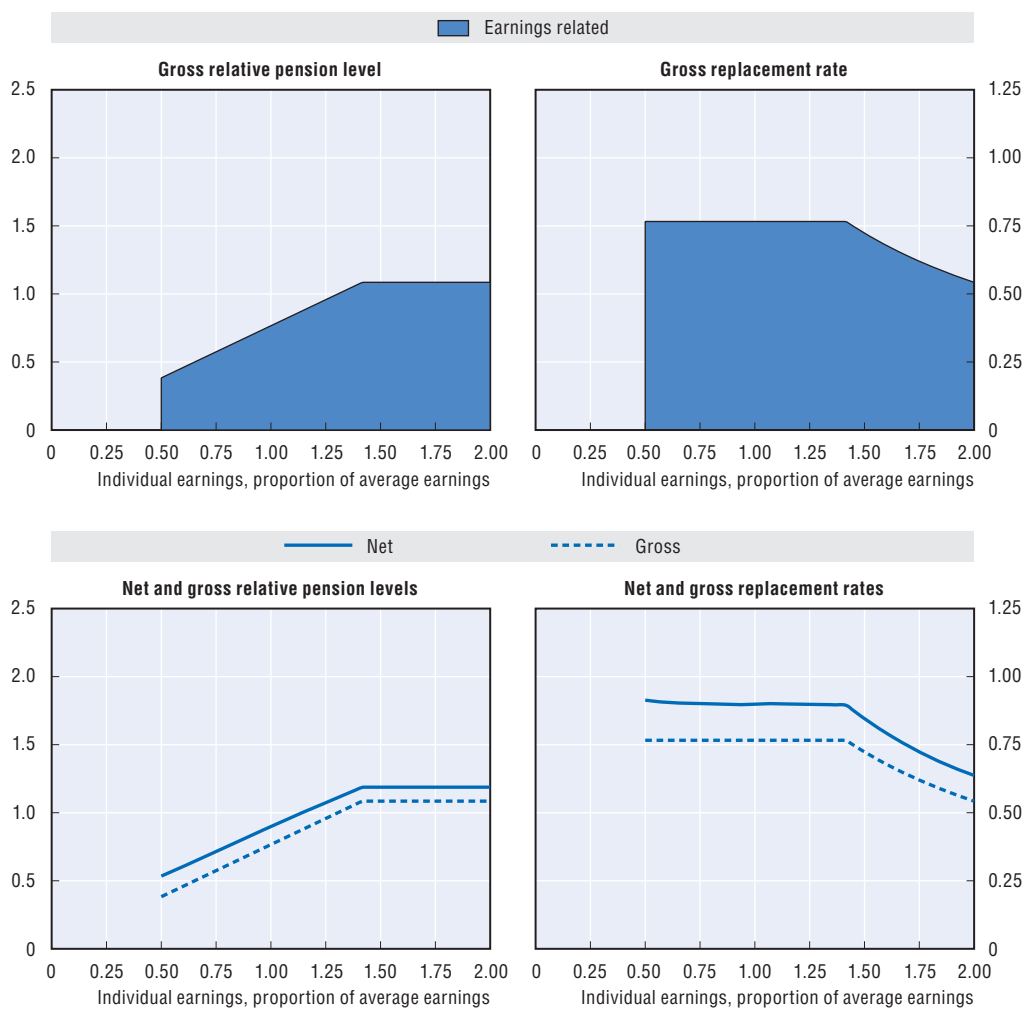 Earnings related
Gross relative pension level
Gross replacement rate
2.5
2.0
1.5
1.0
0.5
0
1.25
1.00
0.75
0.50
0.25
0
0 0.25 0.50 0.75 1.00 1.25 1.50 1.75 2.00
0 0.25 0.50 0.75 1.00 1.25 1.50 1.75 2.00
Individual earnings, proportion of average earnings
Individual earnings, proportion of average earnings
Net Gross
Net and gross relative pension levels
Net and gross replacement rates
2.5
2.0
1.5
1.0
0.5
0
1.25
1.00
0.75
0.50
0.25
0
0 0.25 0.50 0.75 1.00 1.25 1.50 1.75 2.00
0 0.25 0.50 0.75 1.00 1.25 1.50 1.75 2.00
Individual earnings, proportion of average earnings
Individual earnings, proportion of average earnings